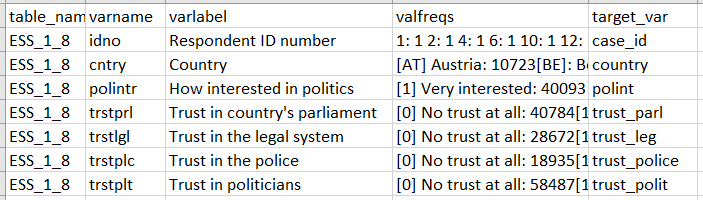 table_nam varname varlabel valfreqs target_var
ESS_1_8 idno Respondent ID number 1: 1 2: 1 4: 1 6: 1 10: 1 12: case_id
ESS_1_8 cntry Country [AT] Austria: 10723[BE]: Be country
ESS_1_8 polintr How interested in politics [1] Very interested: 40093 polint
ESS_1_8 trstprl Trust in country's parliament [0] No trust at all: 40784[1 trust_parl
ESS_1_8 trstlgl Trust in the legal system [0] No trust at all: 28672[1 trust_leg
ESS_1_8 trstplc Trust in the police [0] No trust at all: 18935[1 trust_police
ESS_1_8 trstplt Trust in politicians [0] No trust at all: 58487[1 trust_polit